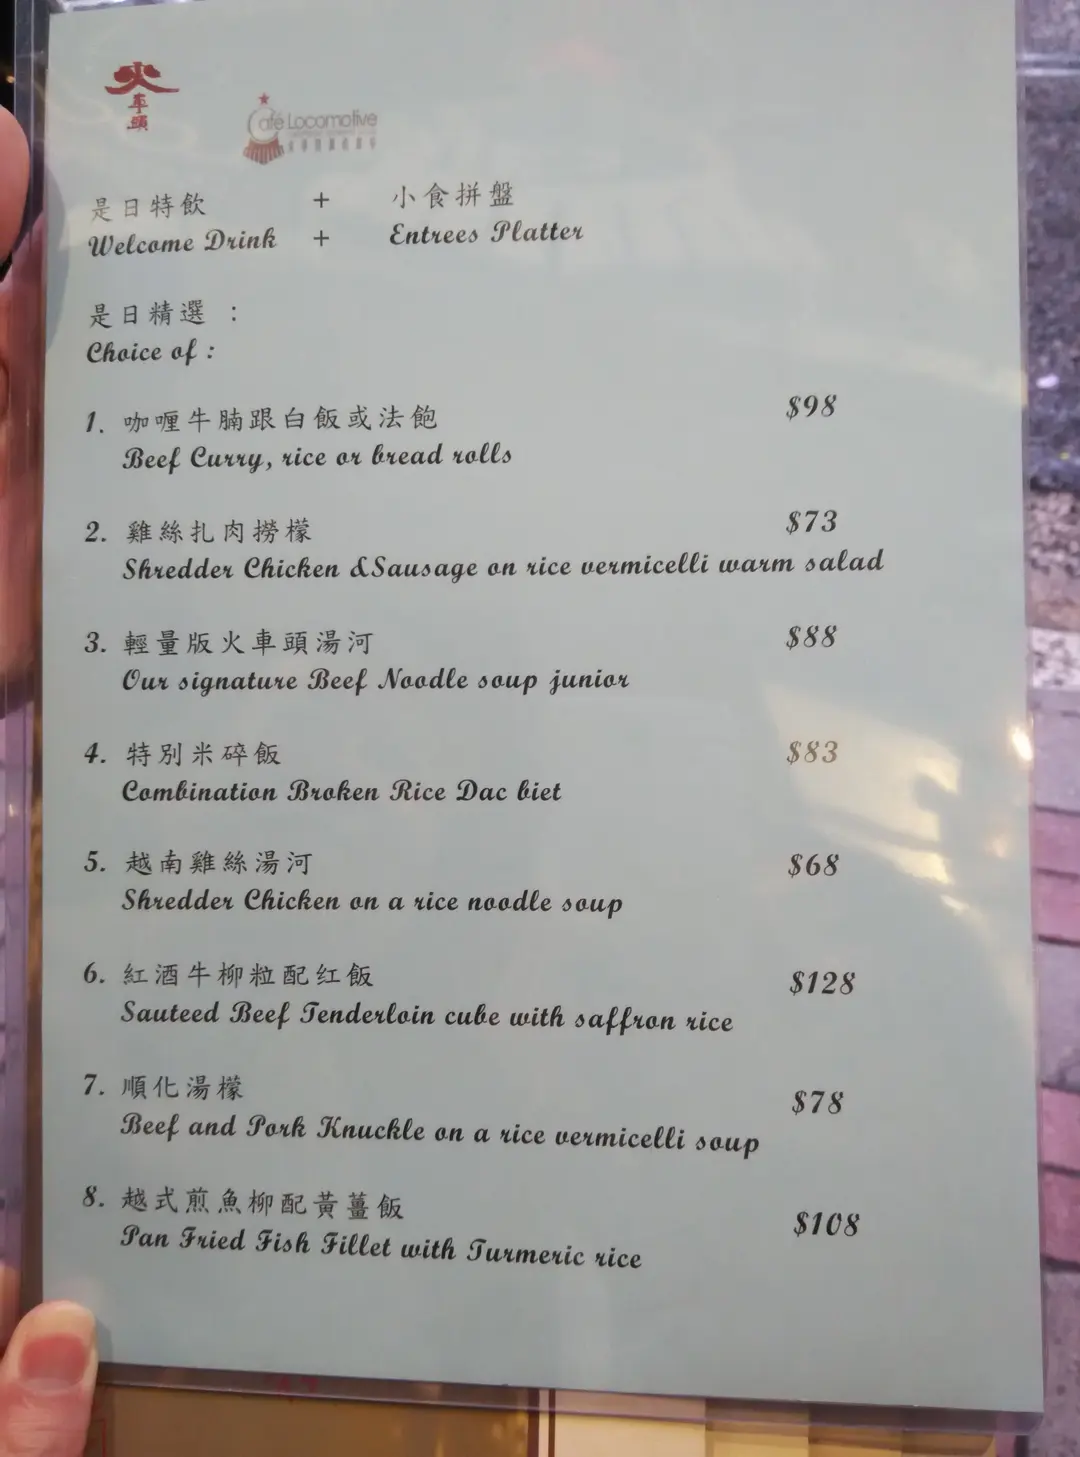 火車頭
Café Locomotive
是日特飲 + 小食拼盤
Welcome Drink + Entrees Platter
是日精選 :
Choice of :
1. 咖喱牛腩跟白飯或法飽 $98
Beef Curry, rice or bread rolls
2. 雞絲扎肉撈檬 $73
Shredder Chicken &Sausage on rice vermicelli warm salad
3. 輕量版火車頭湯河 $88
Our signature Beef Noodle soup junior
4. 特別米碎飯 $83
Combination Broken Rice Dac biet
5. 越南雞絲湯河 $68
Shredder Chicken on a rice noodle soup
6. 紅酒牛柳粒配红飯 $128
Sauteed Beef Tenderloin cube with saffron rice
7. 順化湯檬 $78
Beef and Pork Knuckle on a rice vermicelli soup
8. 越式煎魚柳配黃薑飯 $108
Pan Fried Fish Fillet with Turmeric rice